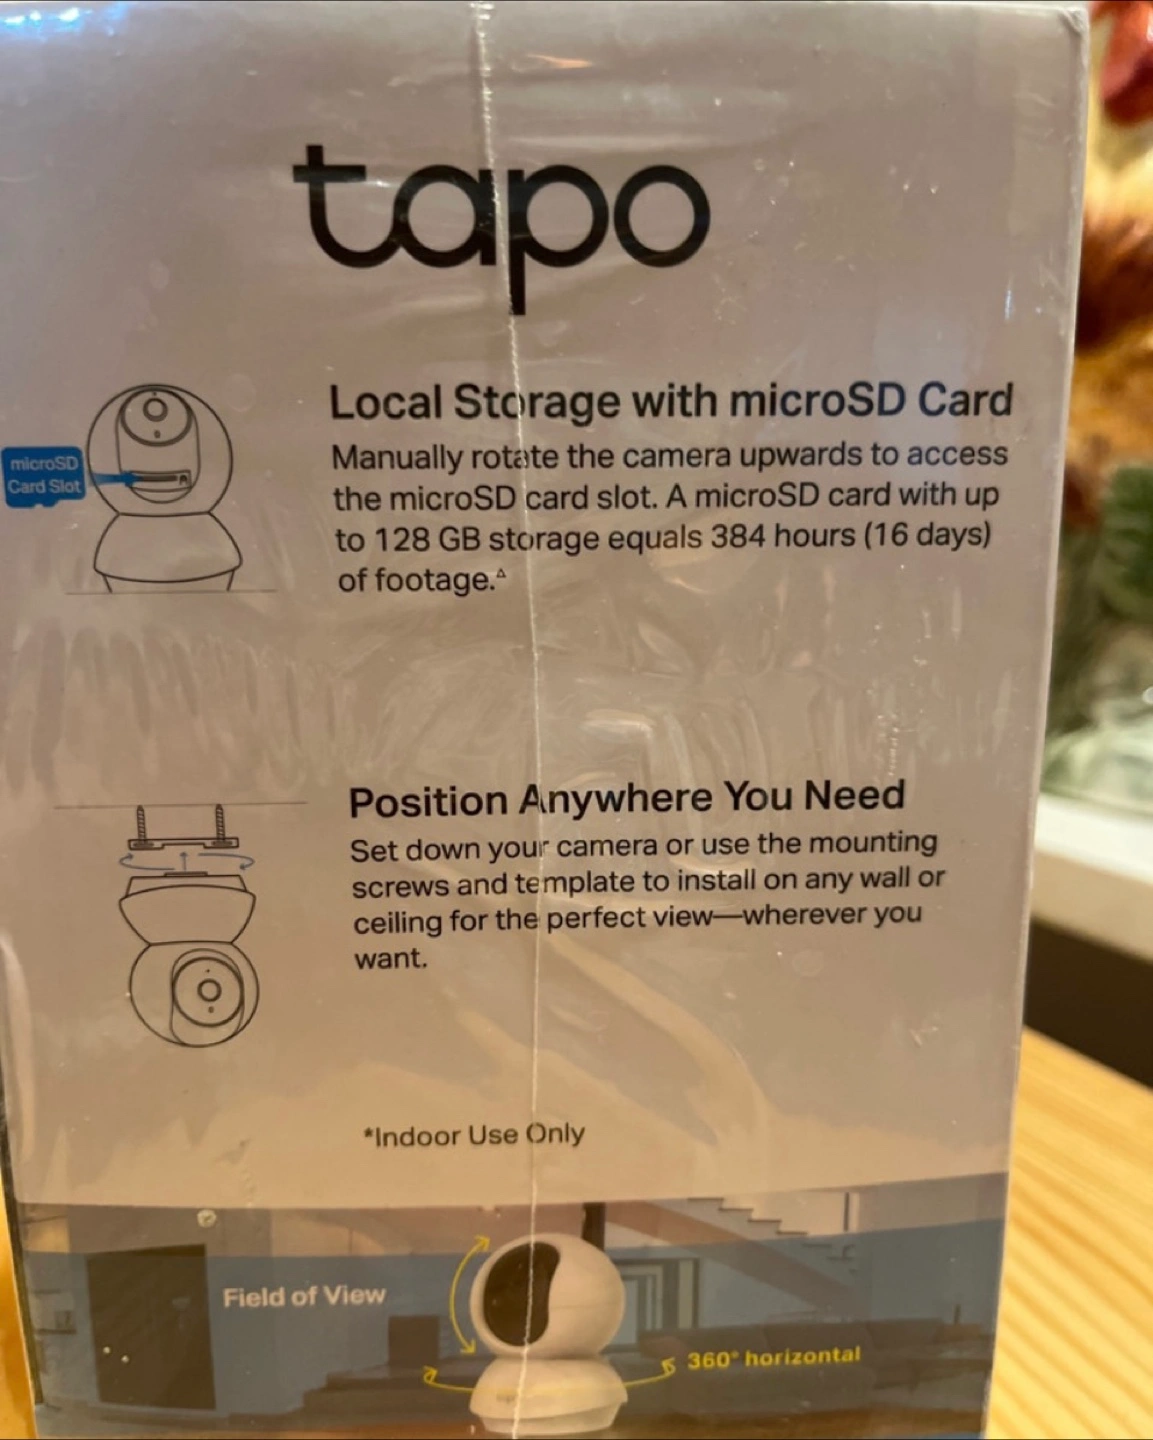 tapo
Local Storage with microSD Card
Manually rotate the camera upwards to access
the microSD card slot. A microSD card with up
to 128 GB storage equals 384 hours (16 days)
of footage.Δ
microSD
Card Slot
Position Anywhere You Need
Set down your camera or use the mounting
screws and template to install on any wall or
ceiling for the perfect view—wherever you
want.
*Indoor Use Only
Field of View
360° horizontal